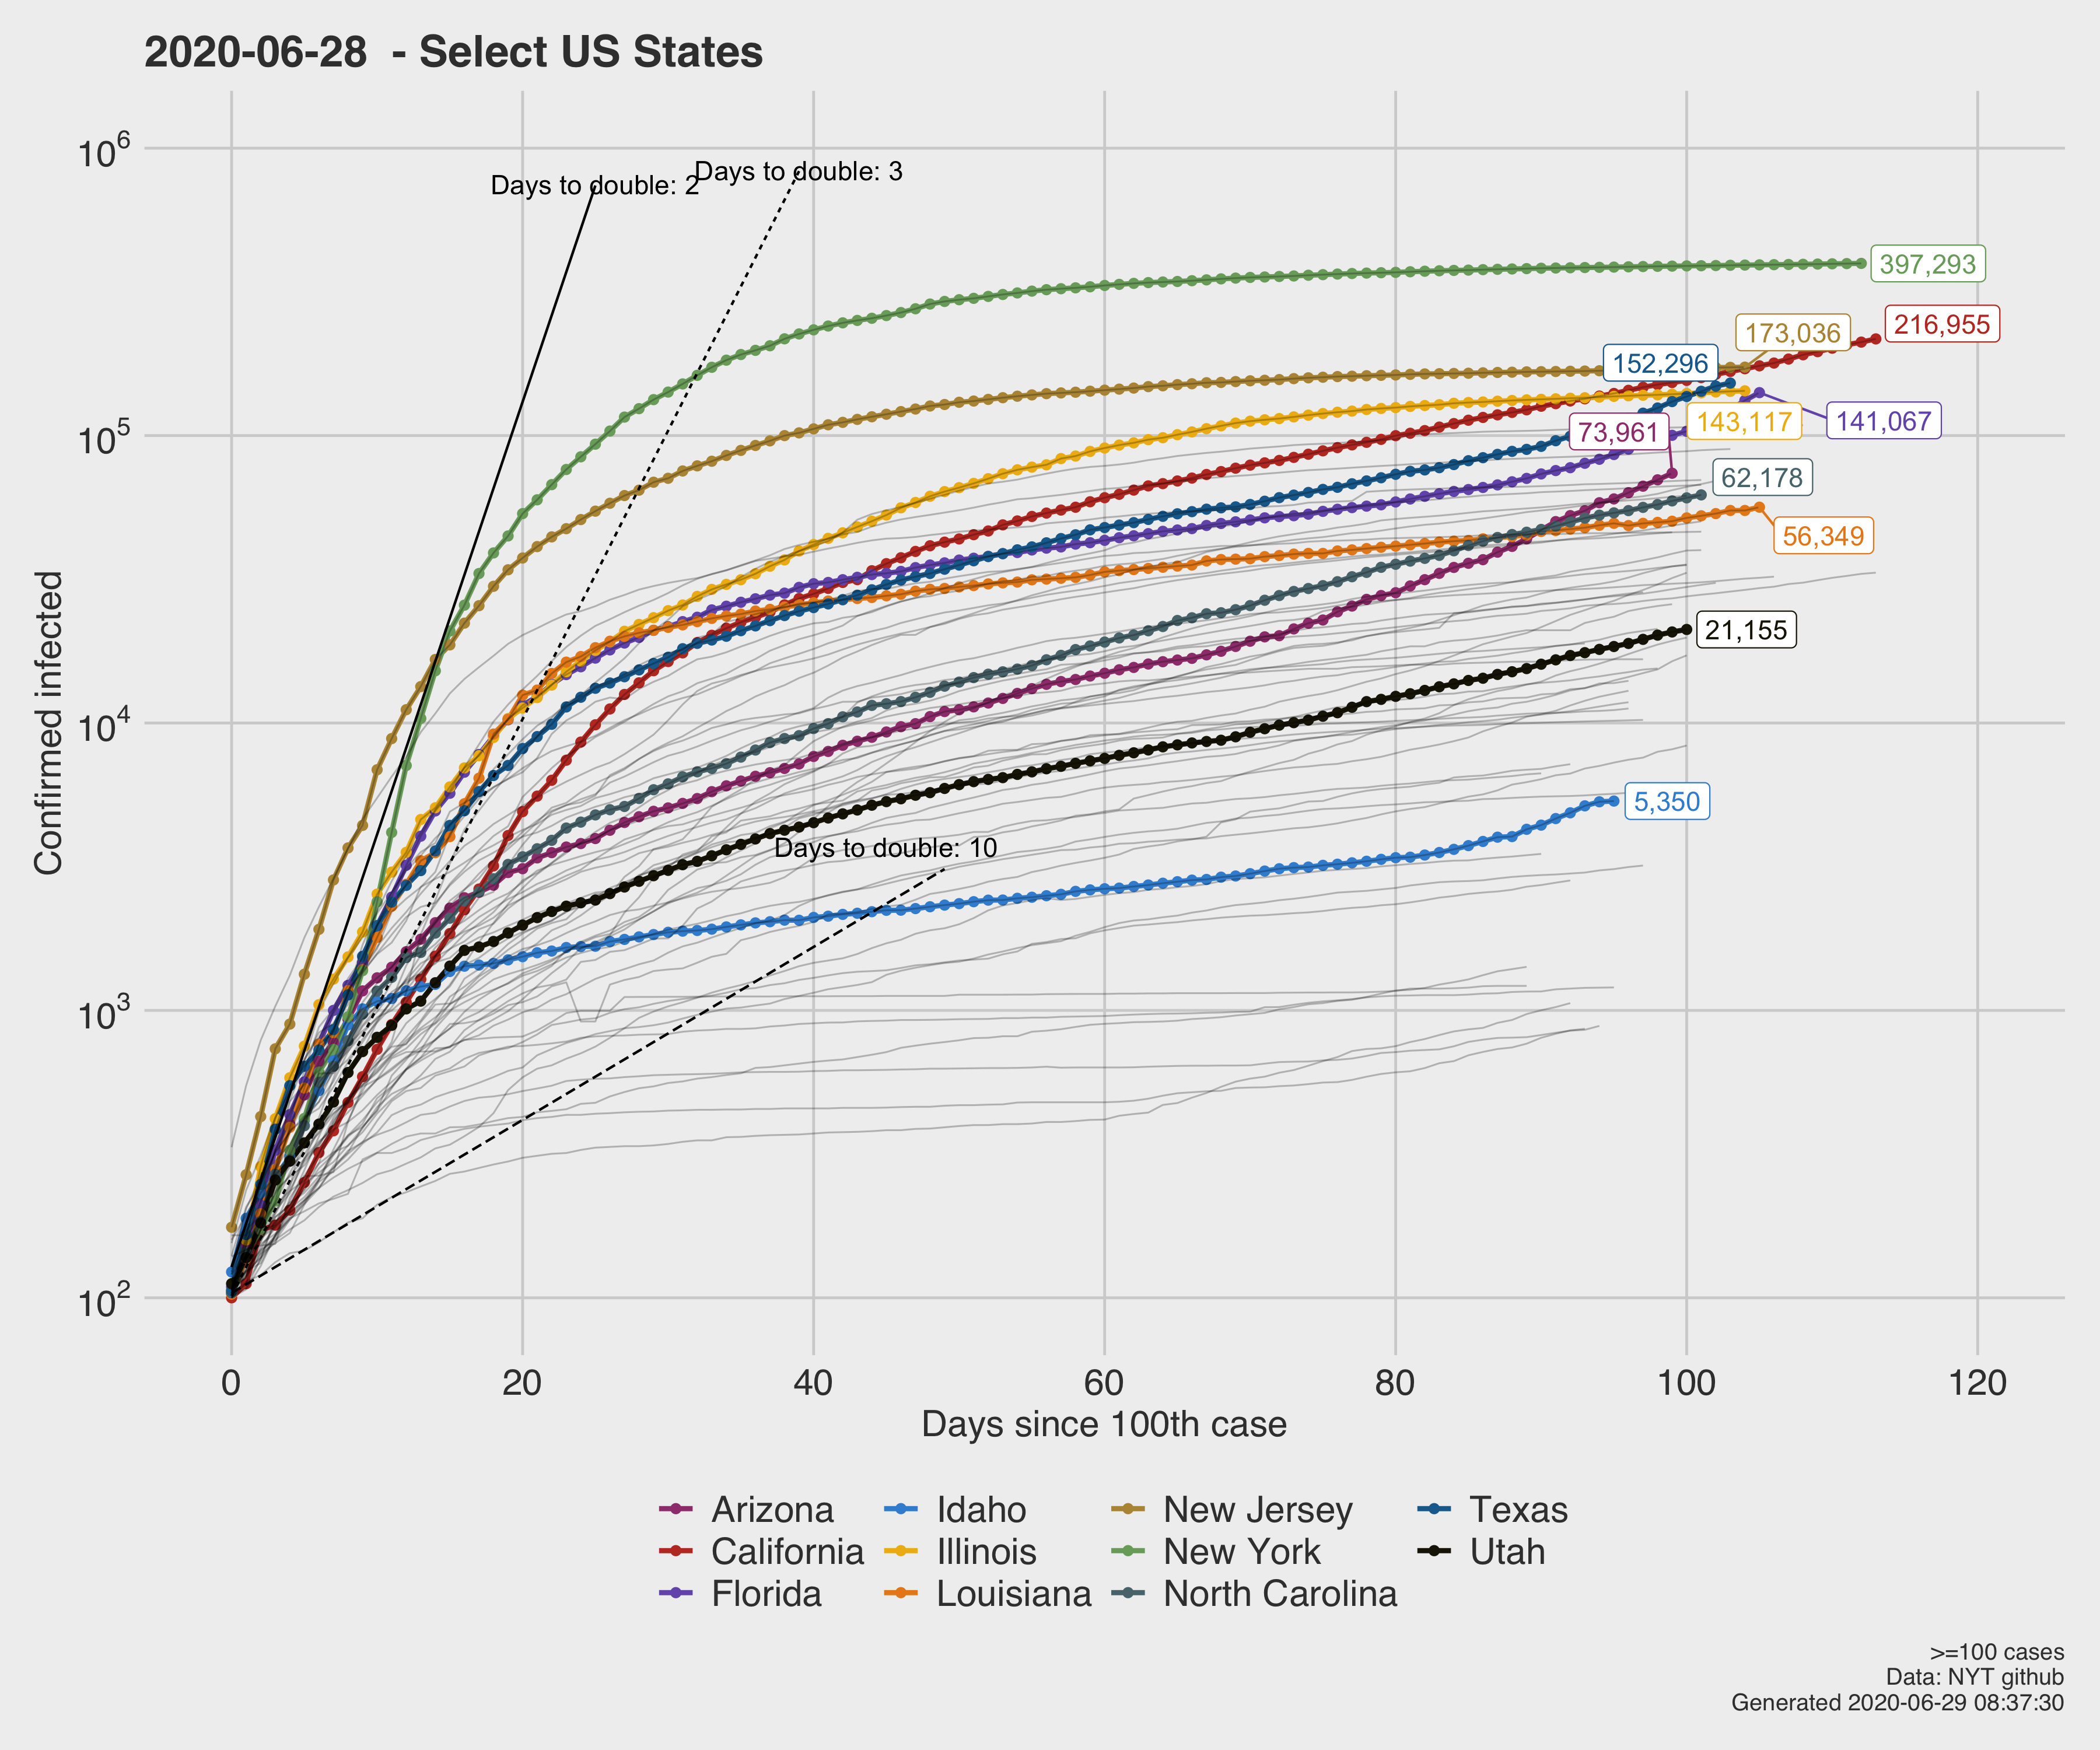 2020-06-28 - Select US States
10^6
10^5
10^4
10^3
10^2
Confirmed infected
Days to double: 2
Days to double: 3
Days to double: 10
397,293
216,955
173,036
152,296
143,117
141,067
73,961
62,178
56,349
21,155
5,350
0 20 40 60 80 100 120
Days since 100th case
Arizona Idaho New Jersey Texas
California Illinois New York Utah
Florida Louisiana North Carolina
>=100 cases
Data: NYT github
Generated 2020-06-29 08:37:30